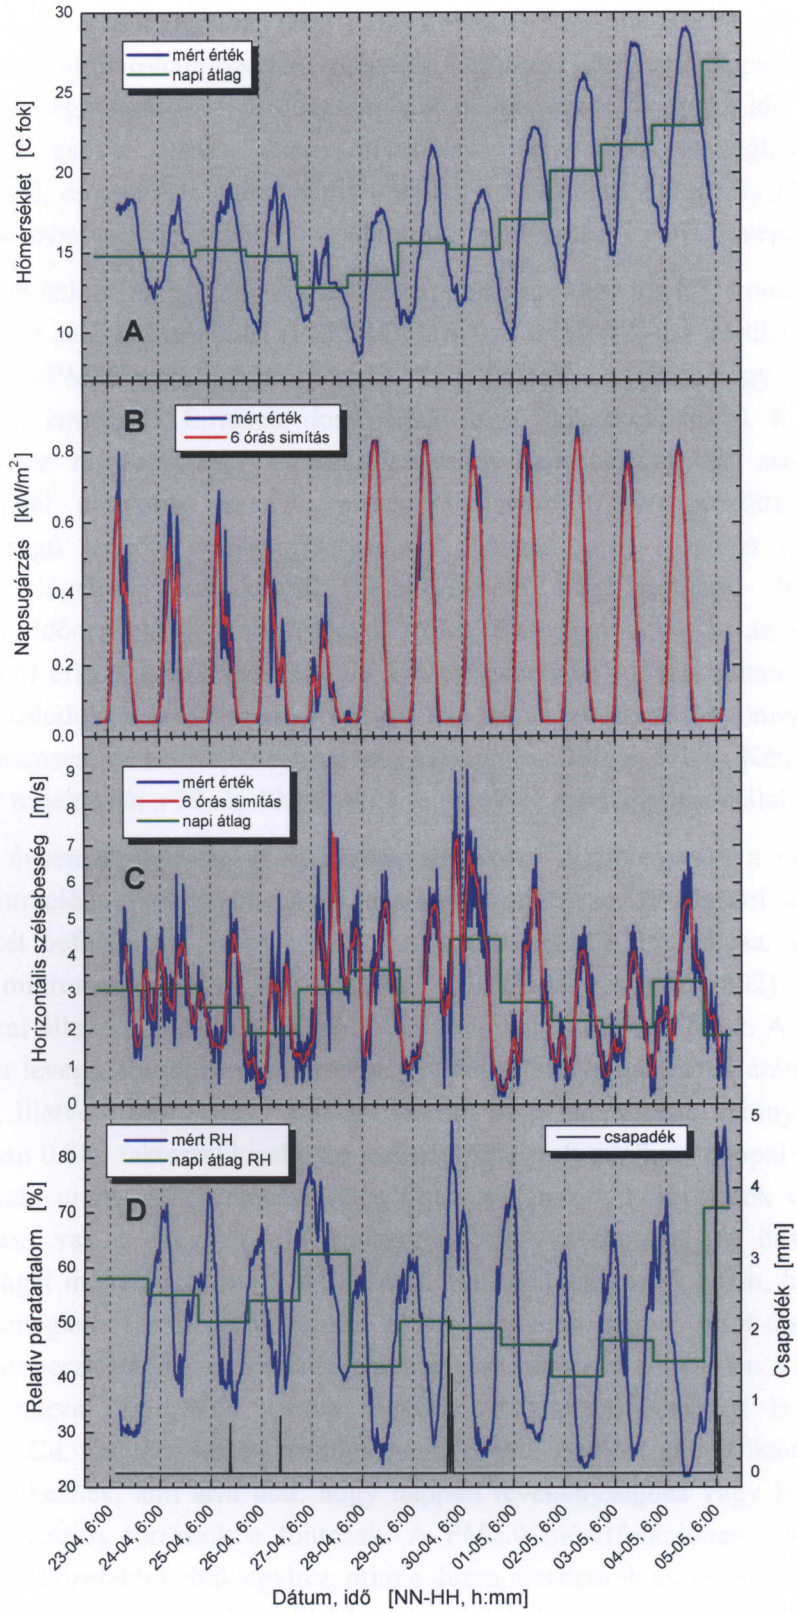 30
25
20
15
10
Hőmérséklet [C fok]
mért érték
napi átlag
A
B
mért érték
6 órás simítás
0.8
0.6
0.4
0.2
0.0
Napsugárzás [kW/m²]
9
8
7
6
5
4
3
2
1
0
Horizontális szélsebesség [m/s]
mért érték
6 órás simítás
napi átlag
C
mért RH
napi átlag RH
csapadék
D
80
70
60
50
40
30
20
Relatív páratartalom [%]
5
4
3
2
1
0
Csapadék [mm]
23-04, 6:00
24-04, 6:00
25-04, 6:00
26-04, 6:00
27-04, 6:00
28-04, 6:00
29-04, 6:00
30-04, 6:00
01-05, 6:00
02-05, 6:00
03-05, 6:00
04-05, 6:00
05-05, 6:00
Dátum, idő [NN-HH, h:mm]